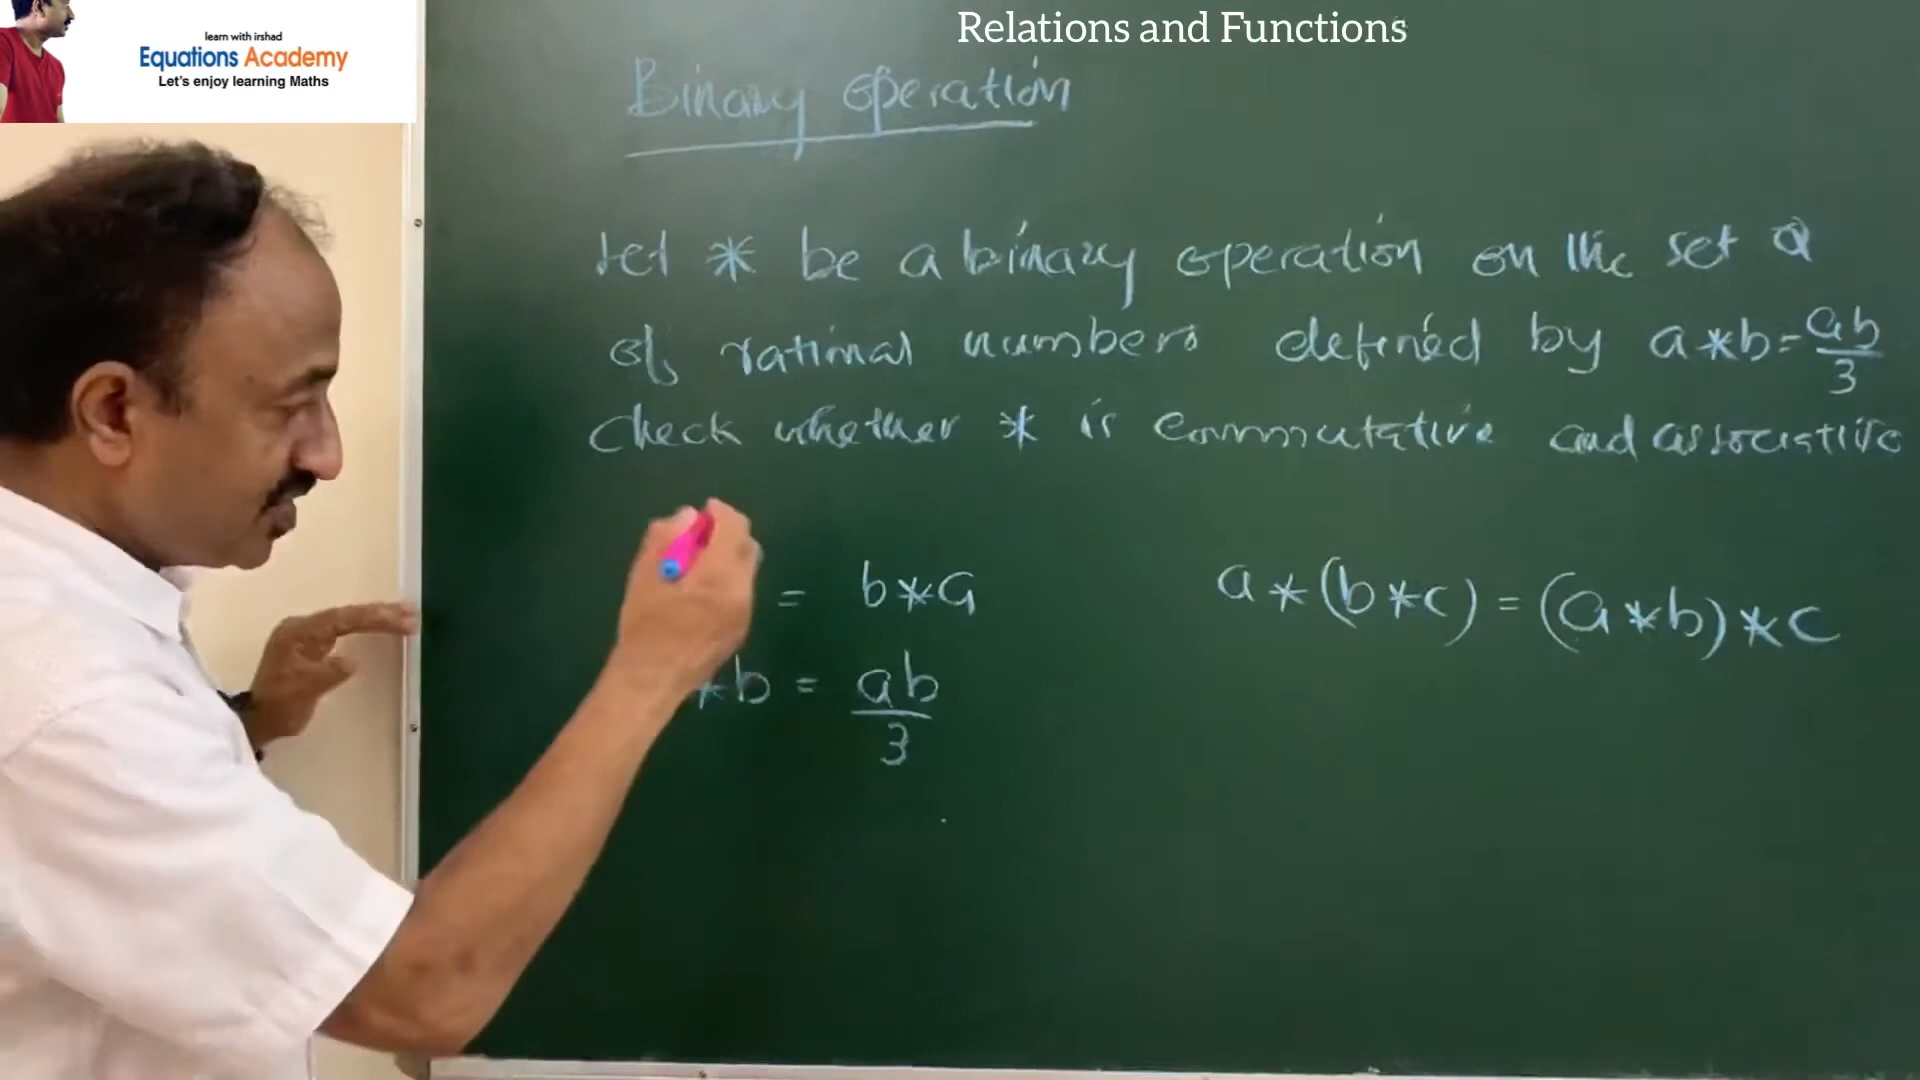 Relations and Functions
learn with irshad
Equations Academy
Let's enjoy learning Maths
Binary operation
Let * be a binary operation on the set Q
of rational numbers defined by a*b=ab/3
Check whether * is commutative and associative
= b*a
*b = ab/3
a*(b*c)=(a*b)*c